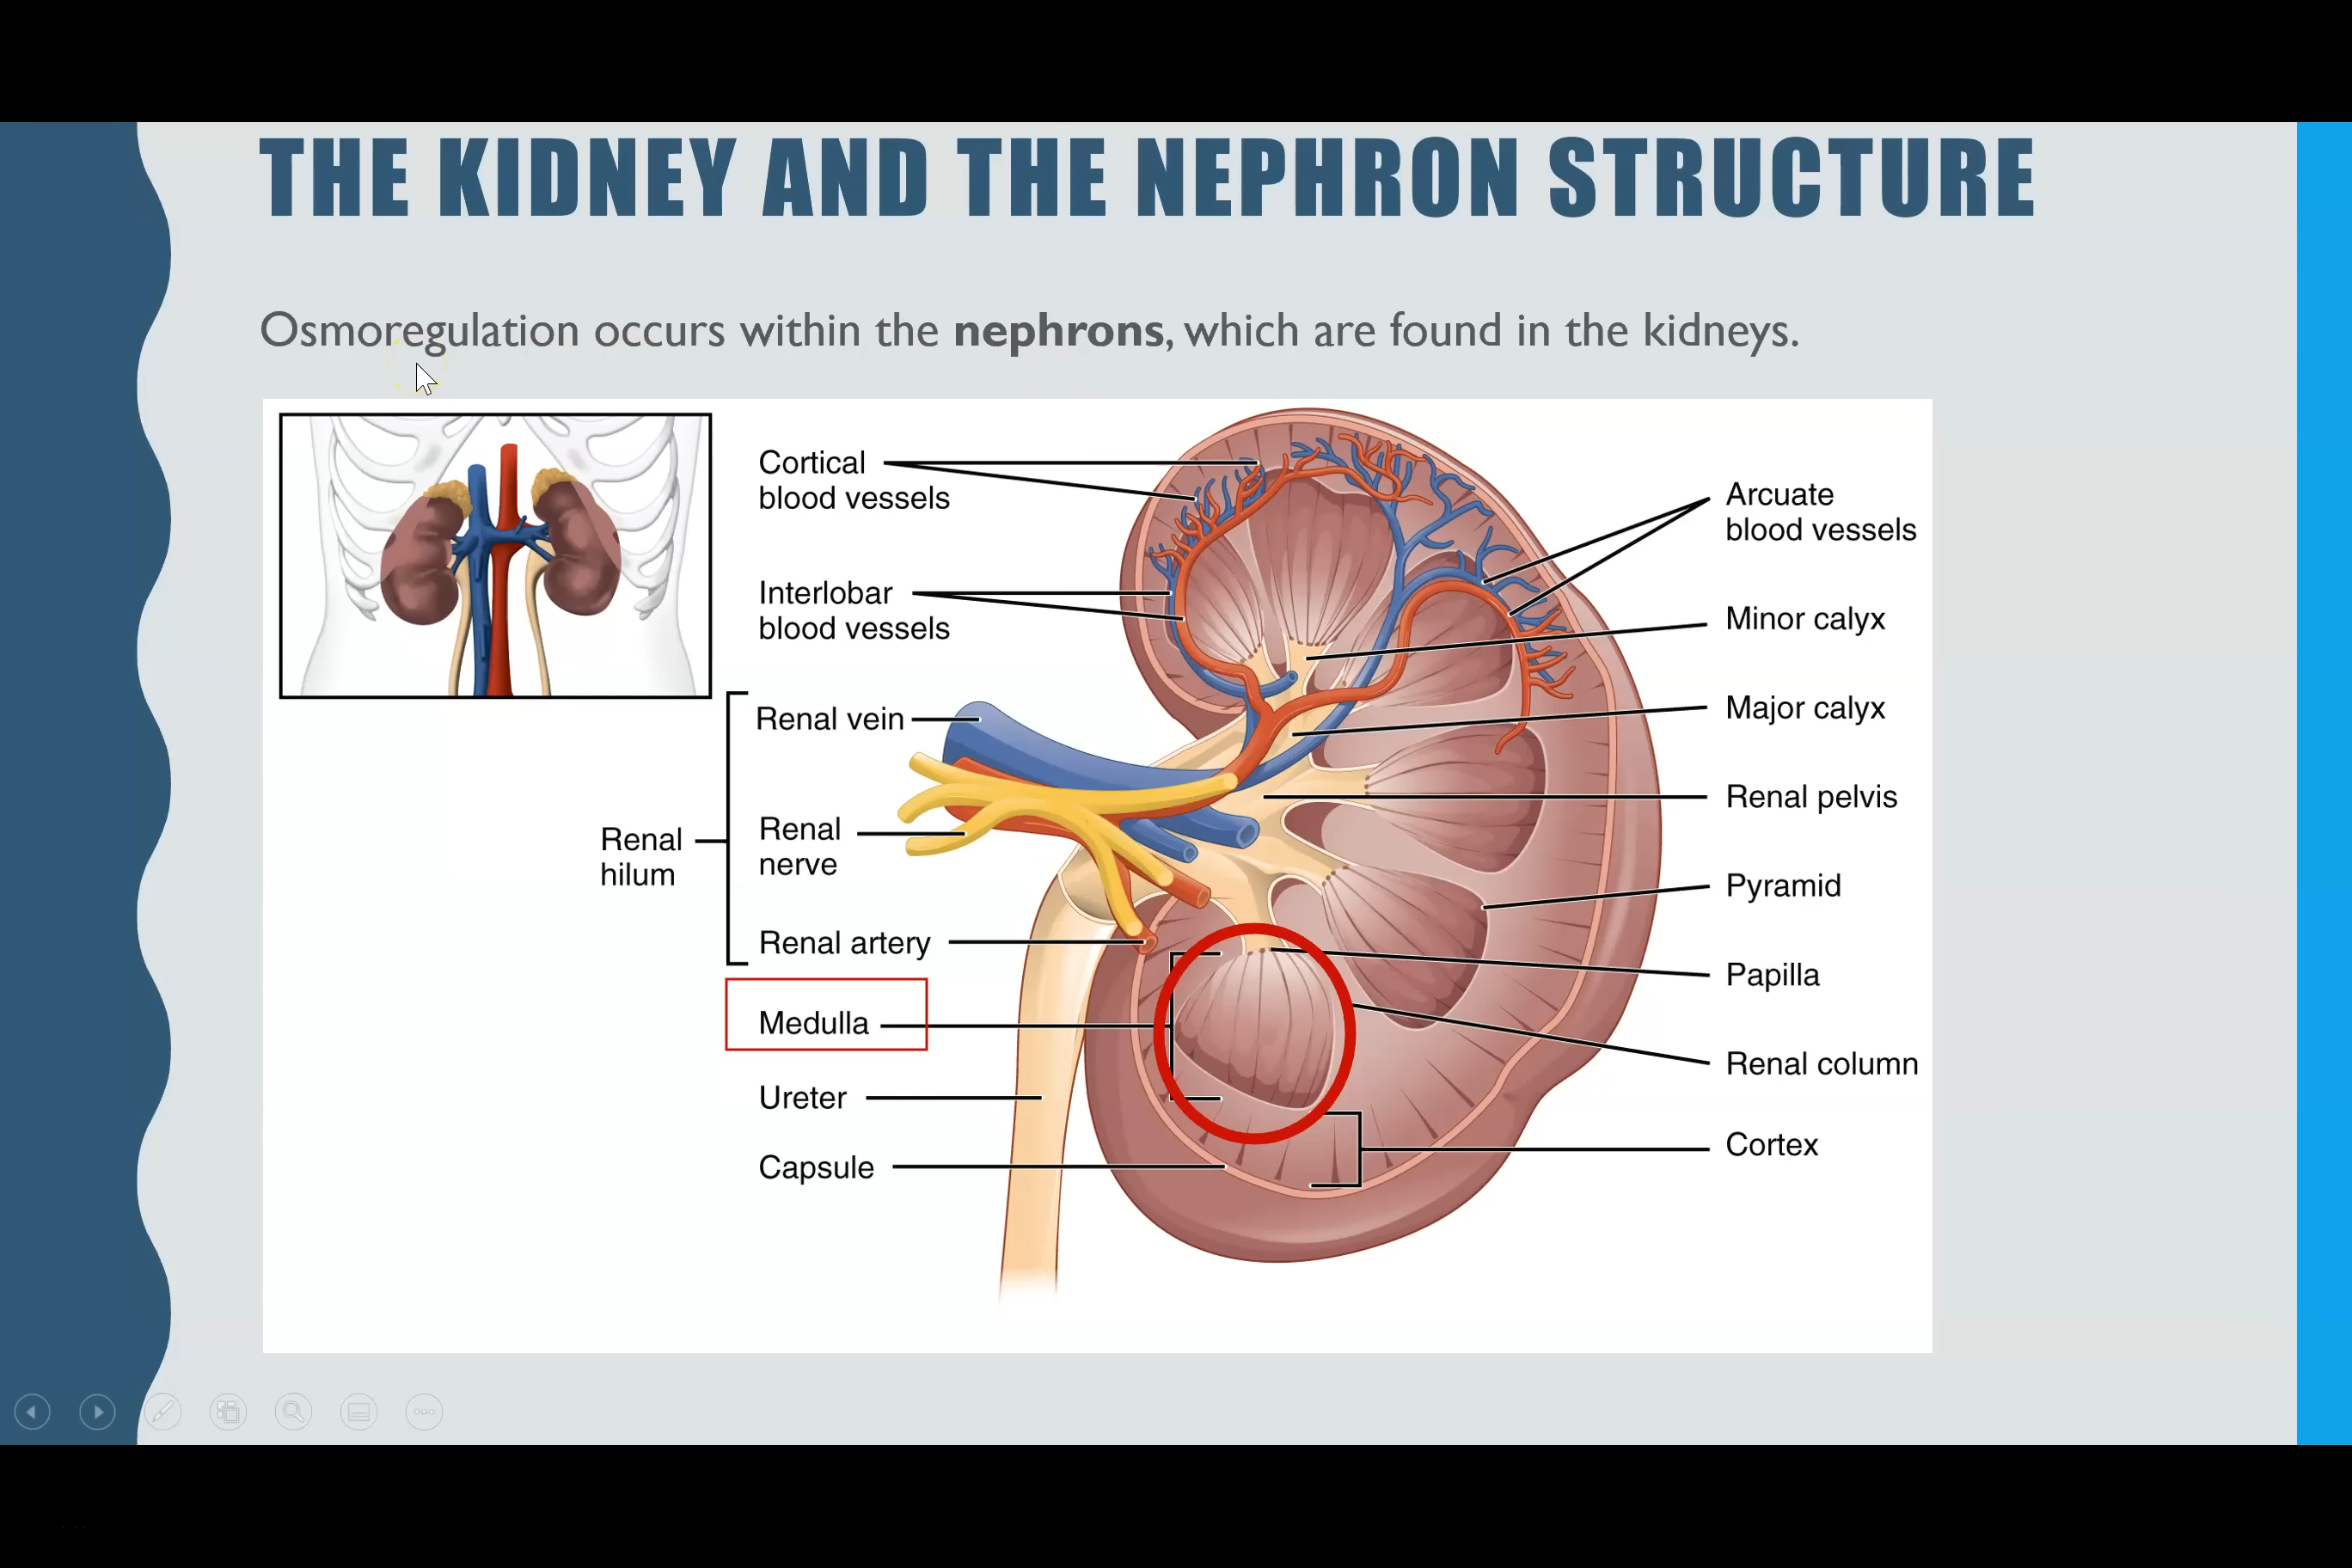 THE KIDNEY AND THE NEPHRON STRUCTURE
Osmoregulation occurs within the nephrons, which are found in the kidneys.
Cortical
blood vessels
Interlobar
blood vessels
Renal vein
Renal
nerve
Renal
hilum
Renal artery
Medulla
Ureter
Capsule
Arcuate
blood vessels
Minor calyx
Major calyx
Renal pelvis
Pyramid
Papilla
Renal column
Cortex